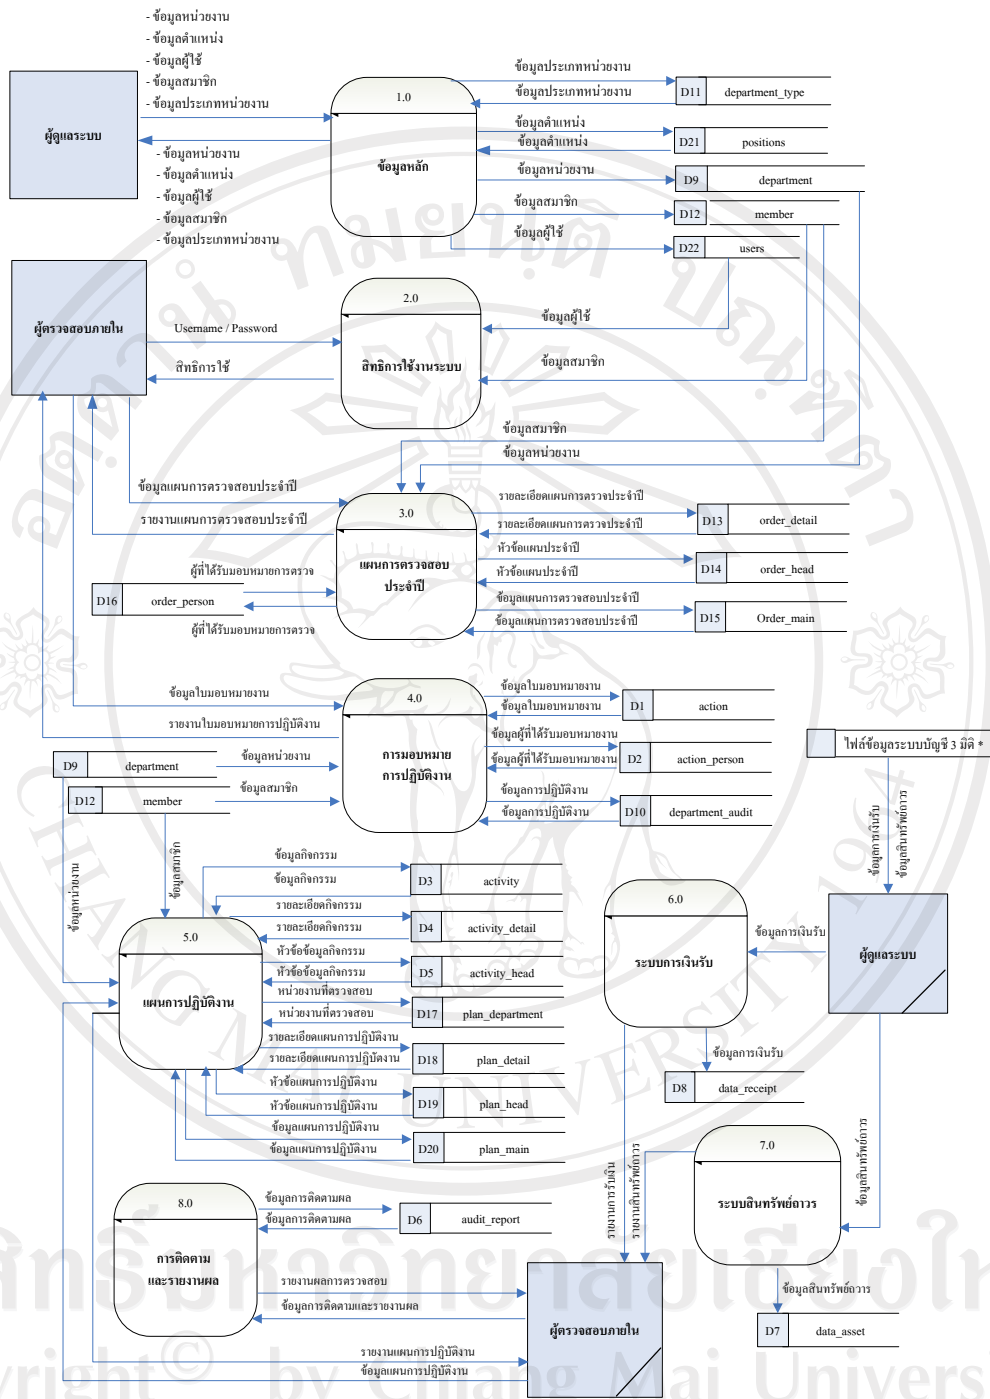 - ข้อมูลหน่วยงาน
- ข้อมูลตำแหน่ง
- ข้อมูลผู้ใช้
- ข้อมูลสมาชิก
- ข้อมูลประเภทหน่วยงาน
ผู้ดูแลระบบ
- ข้อมูลหน่วยงาน
- ข้อมูลตำแหน่ง
- ข้อมูลผู้ใช้
- ข้อมูลสมาชิก
- ข้อมูลประเภทหน่วยงาน
1.0
ข้อมูลหลัก
ข้อมูลประเภทหน่วยงาน
ข้อมูลประเภทหน่วยงาน
D11 department_type
ข้อมูลตำแหน่ง
ข้อมูลตำแหน่ง
D21 positions
ข้อมูลหน่วยงาน
D9 department
ข้อมูลสมาชิก
D12 member
ข้อมูลผู้ใช้
D22 users
ผู้ตรวจสอบภายใน
Username / Password
สิทธิการใช้
2.0
สิทธิการใช้งานระบบ
ข้อมูลผู้ใช้
ข้อมูลสมาชิก
ข้อมูลสมาชิก
ข้อมูลหน่วยงาน
ข้อมูลแผนการตรวจสอบประจำปี
รายงานแผนการตรวจสอบประจำปี
3.0
แผนการตรวจสอบ
ประจำปี
รายละเอียดแผนการตรวจประจำปี
รายละเอียดแผนการตรวจประจำปี
D13 order_detail
หัวข้อแผนประจำปี
หัวข้อแผนประจำปี
D14 order_head
ข้อมูลแผนการตรวจสอบประจำปี
ข้อมูลแผนการตรวจสอบประจำปี
D15 Order_main
ผู้ที่ได้รับมอบหมายการตรวจ
D16 order_person
ผู้ที่ได้รับมอบหมายการตรวจ
ข้อมูลใบมอบหมายงาน
รายงานใบมอบหมายการปฏิบัติงาน
4.0
การมอบหมาย
การปฏิบัติงาน
ข้อมูลใบมอบหมายงาน
ข้อมูลใบมอบหมายงาน
D1 action
ข้อมูลผู้ที่ได้รับมอบหมายงาน
ข้อมูลผู้ที่ได้รับมอบหมายงาน
D2 action_person
ข้อมูลการปฏิบัติงาน
ข้อมูลการปฏิบัติงาน
D10 department_audit
D9 department
ข้อมูลหน่วยงาน
D12 member
ข้อมูลสมาชิก
ไฟล์ข้อมูลระบบบัญชี 3 มิติ *
ข้อมูลการเงินรับ
ข้อมูลสินทรัพย์ถาวร
ข้อมูลหน่วยงาน
ข้อมูลสมาชิก
5.0
แผนการปฏิบัติงาน
ข้อมูลกิจกรรม
ข้อมูลกิจกรรม
D3 activity
รายละเอียดกิจกรรม
รายละเอียดกิจกรรม
D4 activity_detail
หัวข้อข้อมูลกิจกรรม
หัวข้อข้อมูลกิจกรรม
D5 activity_head
หน่วยงานที่ตรวจสอบ
หน่วยงานที่ตรวจสอบ
D17 plan_department
รายละเอียดแผนการปฏิบัติงาน
รายละเอียดแผนการปฏิบัติงาน
D18 plan_detail
หัวข้อแผนการปฏิบัติงาน
หัวข้อแผนการปฏิบัติงาน
D19 plan_head
ข้อมูลแผนการปฏิบัติงาน
ข้อมูลแผนการปฏิบัติงาน
D20 plan_main
6.0
ระบบการเงินรับ
ข้อมูลการเงินรับ
ผู้ดูแลระบบ
ข้อมูลการเงินรับ
D8 data_receipt
ข้อมูลสินทรัพย์ถาวร
7.0
ระบบสินทรัพย์ถาวร
รายงานการรับเงิน
รายงานสินทรัพย์ถาวร
ข้อมูลสินทรัพย์ถวาร
D7 data_asset
8.0
การติดตาม
และรายงานผล
ข้อมูลการติดตามผล
ข้อมูลการติดตามผล
D6 audit_report
รายงานผลการตรวจสอบ
ข้อมูลการติดตามและรายงานผล
ผู้ตรวจสอบภายใน
รายงานแผนการปฏิบัติงาน
ข้อมูลแผนการปฏิบัติงาน
CHIANG MAI UNIVERSITY 1964
by Chiang Mai Univers